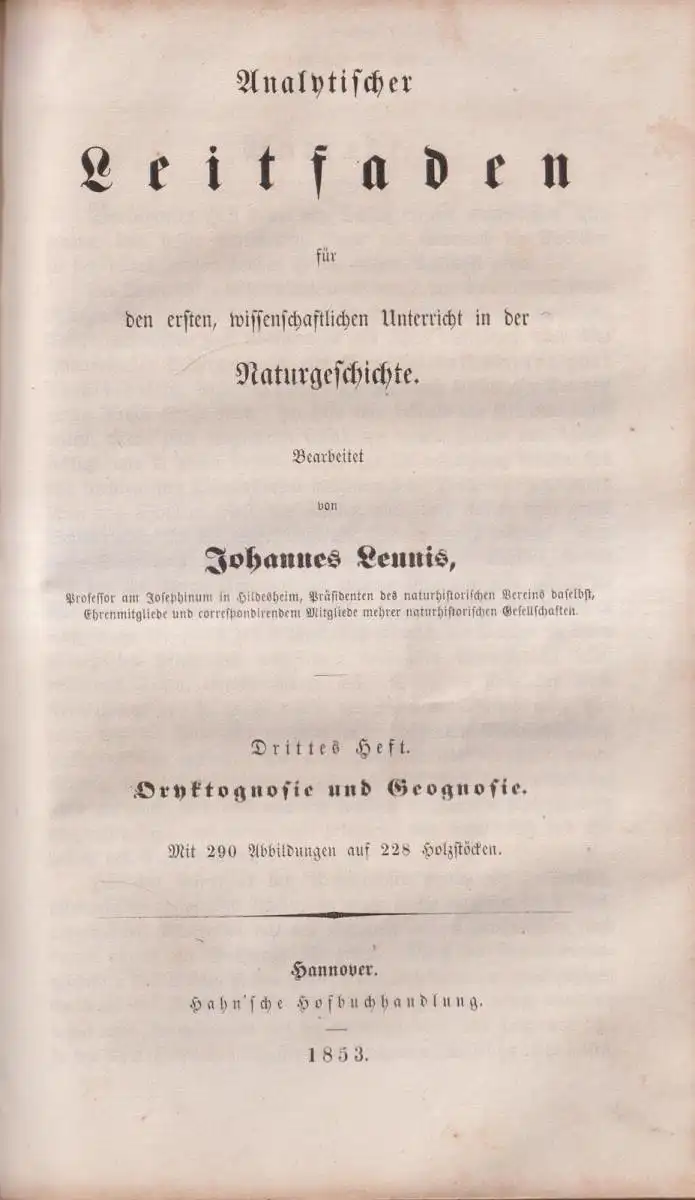 Analytischer
Leitfaden
für
den ersten, wissenschaftlichen Unterricht in der
Naturgeschichte.
Bearbeitet
von
Johannes Leunis,
Professor am Josephinum in Hildesheim, Präsidenten des naturhistorischen Vereins daselbst,
Ehrenmitgliede und correspondirendem Mitgliede mehrer naturhistorischen Gesellschaften.
Drittes Heft.
Oryktognosie und Geognosie.
Mit 290 Abbildungen auf 228 Holzstöcken.
Hannover.
Hahn'sche Hofbuchhandlung.
1853.